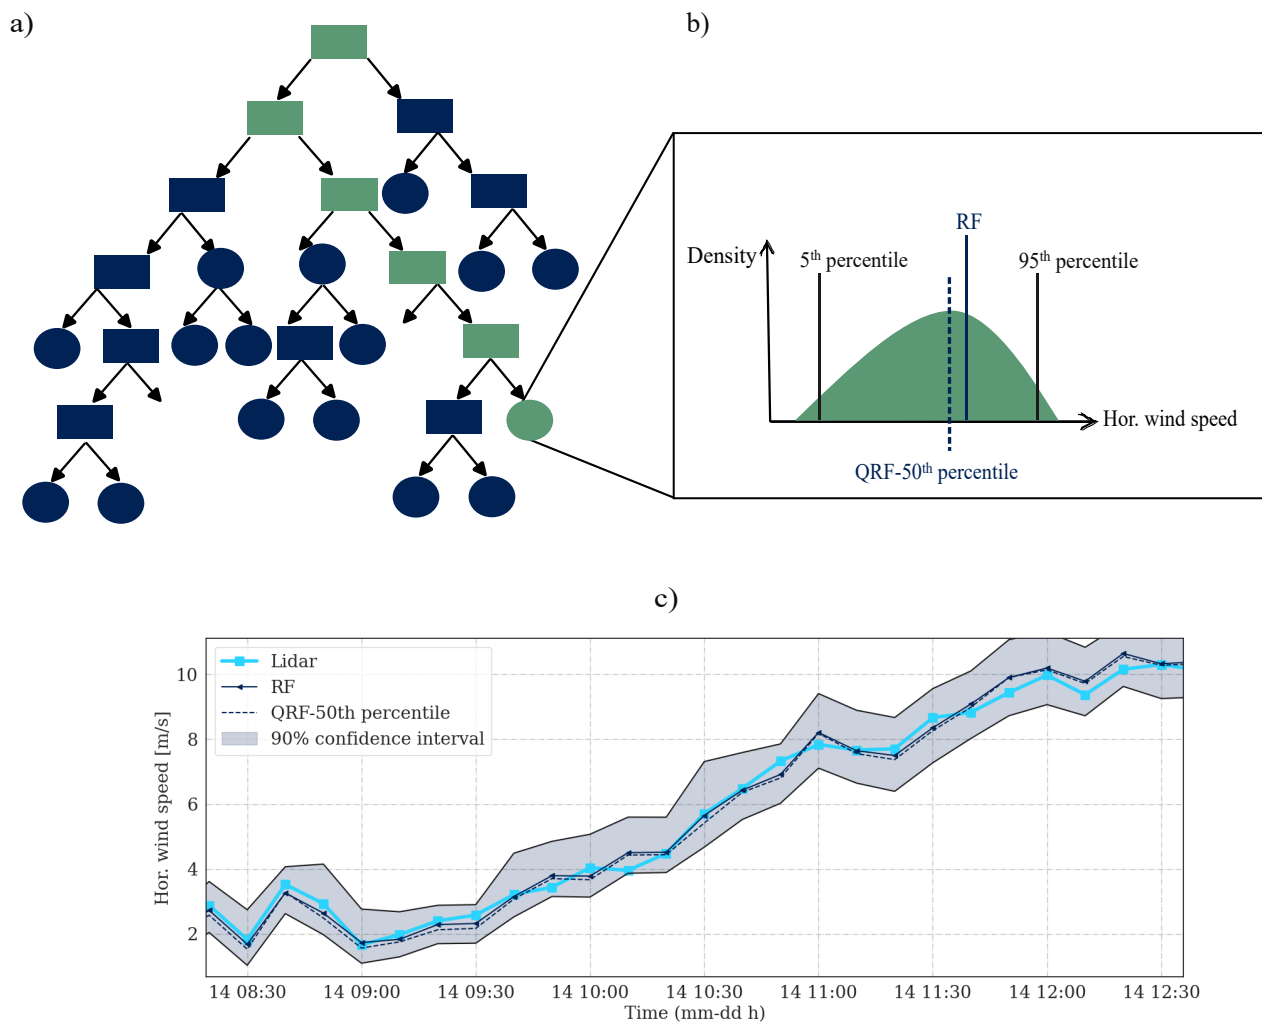 a)
b)
RF
Density
5th percentile
95th percentile
Hor. wind speed
QRF-50th percentile
c)
Lidar
RF
QRF-50th percentile
90% confidence interval
Hor. wind speed [m/s]
10
8
6
4
2
14 08:30
14 09:00
14 09:30
14 10:00
14 10:30
14 11:00
14 11:30
14 12:00
14 12:30
Time (mm-dd h)